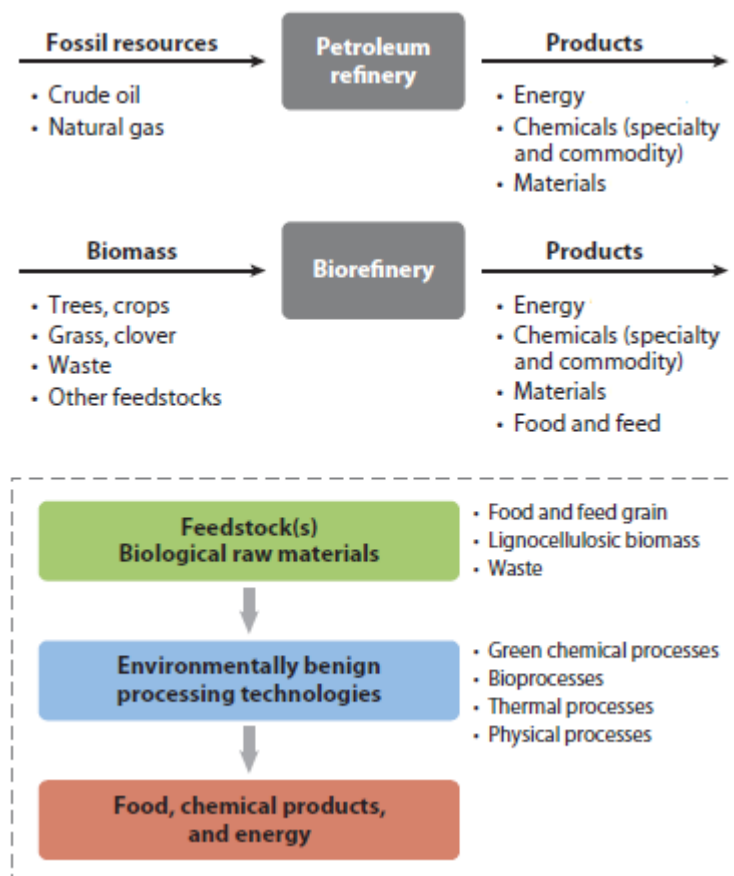 Fossil resources
• Crude oil
• Natural gas
Petroleum
refinery
Products
• Energy
• Chemicals (specialty
and commodity)
• Materials
Biomass
• Trees, crops
• Grass, clover
• Waste
• Other feedstocks
Biorefinery
Products
• Energy
• Chemicals (specialty
and commodity)
• Materials
• Food and feed
Feedstock(s)
Biological raw materials
• Food and feed grain
• Lignocellulosic biomass
• Waste
Environmentally benign
processing technologies
• Green chemical processes
• Bioprocesses
• Thermal processes
• Physical processes
Food, chemical products,
and energy